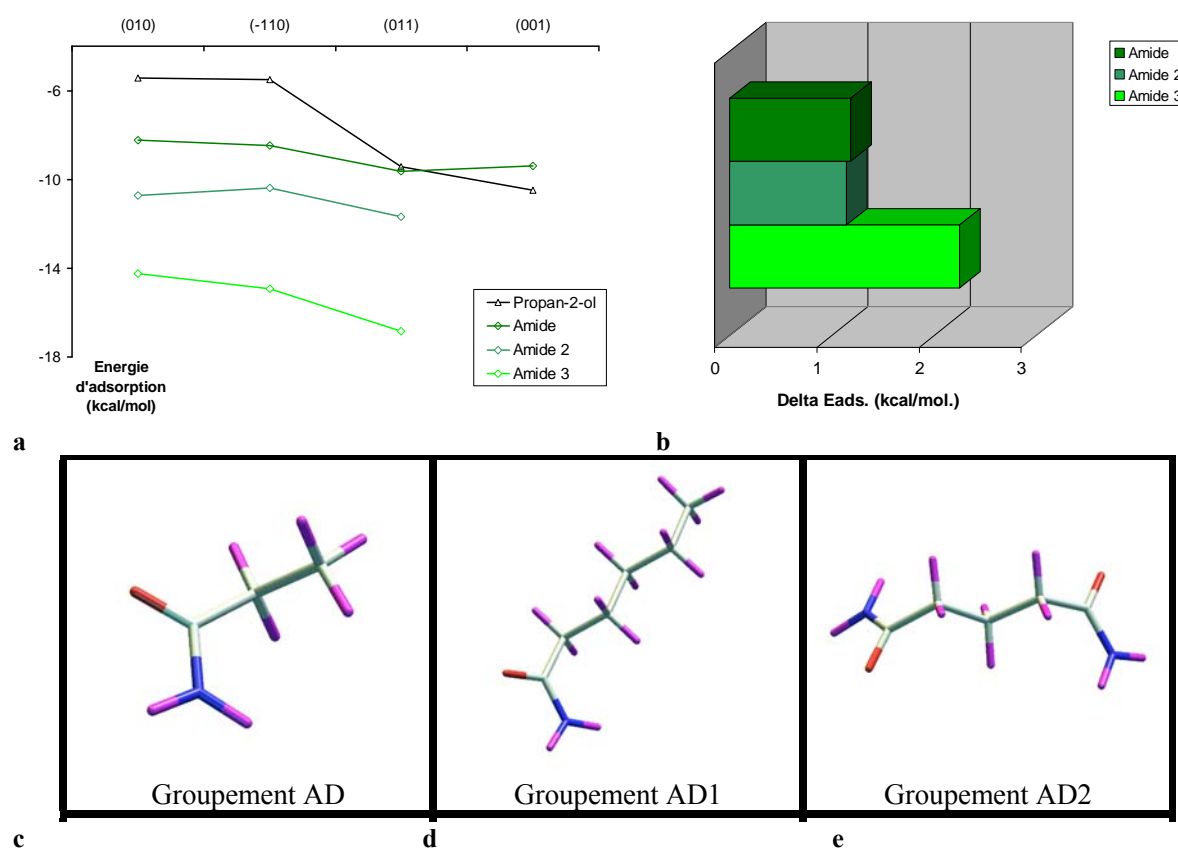 (010) (-110) (011) (001)
-6
-10
-14
-18
Energie
d'adsorption
(kcal/mol)
Propan-2-ol
Amide
Amide 2
Amide 3
a
Amide
Amide 2
Amide 3
0 1 2 3
Delta Eads. (kcal/mol.)
b
Groupement AD
Groupement AD1
Groupement AD2
c
d
e